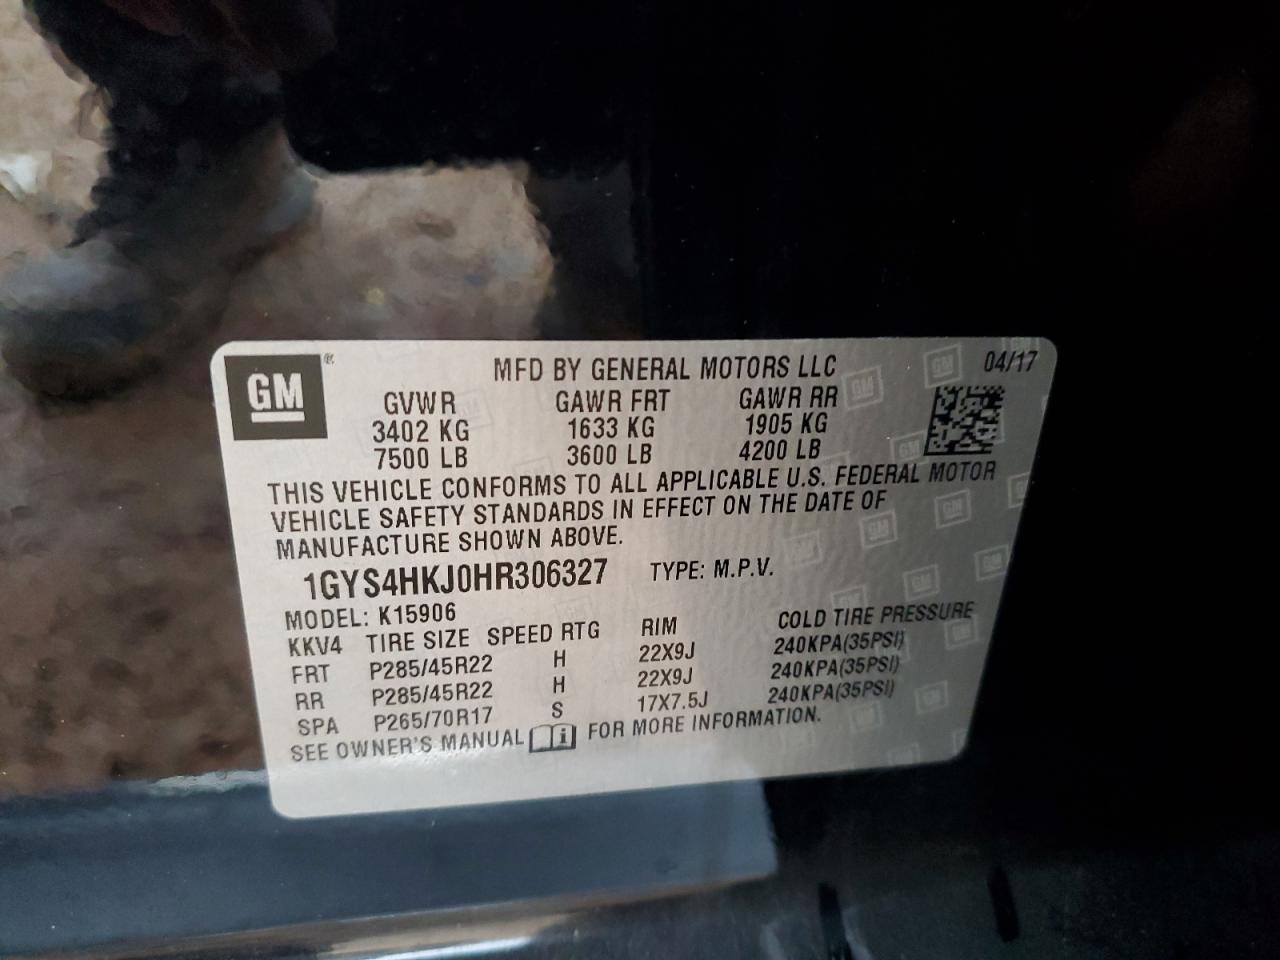 GM®
MFD BY GENERAL MOTORS LLC 04/17
GVWR GAWR FRT GAWR RR
3402 KG 1633 KG 1905 KG
7500 LB 3600 LB 4200 LB
THIS VEHICLE CONFORMS TO ALL APPLICABLE U.S. FEDERAL MOTOR
VEHICLE SAFETY STANDARDS IN EFFECT ON THE DATE OF
MANUFACTURE SHOWN ABOVE.
1GYS4HKJ0HR306327 TYPE: M.P.V.
MODEL: K15906
KKV4 TIRE SIZE SPEED RTG RIM COLD TIRE PRESSURE
FRT P285/45R22 H 22X9J 240KPA(35PSI)
RR P285/45R22 H 22X9J 240KPA(35PSI)
SPA P265/70R17 S 17X7.5J 240KPA(35PSI)
SEE OWNER'S MANUAL i FOR MORE INFORMATION.